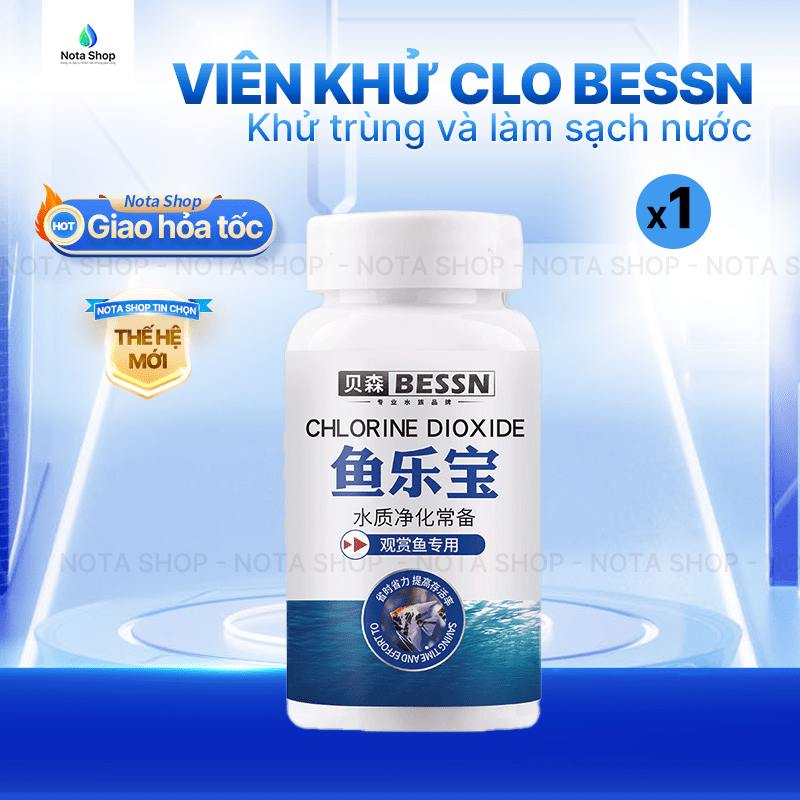 Nota Shop
VIÊN KHỬ CLO BESSN
Khử trùng và làm sạch nước
Nota Shop
HOT
Giao hỏa tốc
x1
NOTA SHOP - NOTA SHOP - NOTA SHOP
NOTA SHOP TIN CHỌN
THẾ HỆ
MỚI
贝森 BESSN
专业水族品牌
CHLORINE DIOXIDE
鱼乐宝
水质净化常备
观赏鱼专用
NOTA SHOP - NOTA SHOP - NOTA SHOP
省时省力 提高存活率
SAVING TIME AND EFFORT TO